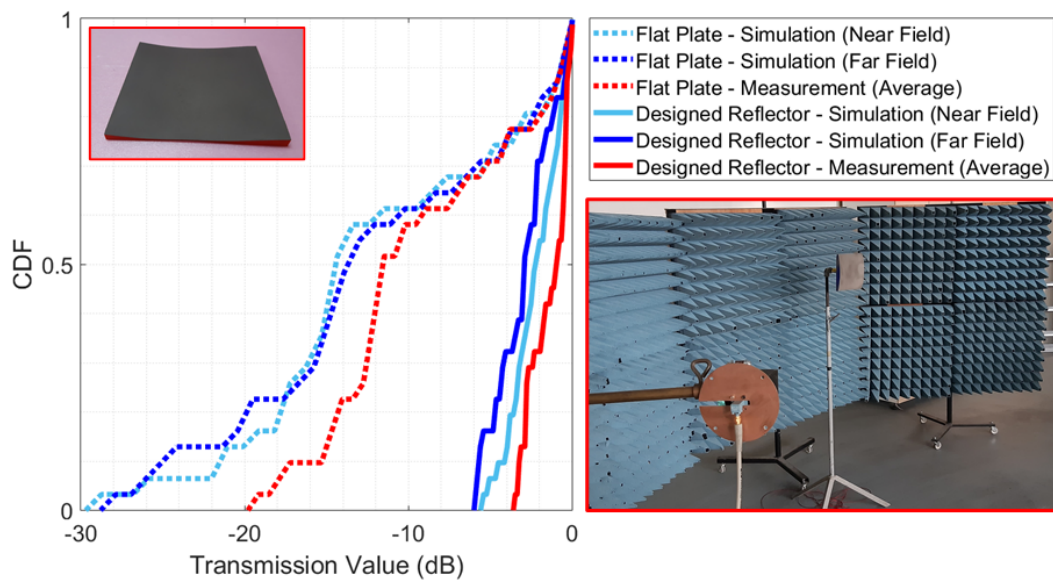 1
0.5
0
CDF
-30
-20
-10
0
Transmission Value (dB)
Flat Plate - Simulation (Near Field)
Flat Plate - Simulation (Far Field)
Flat Plate - Measurement (Average)
Designed Reflector - Simulation (Near Field)
Designed Reflector - Simulation (Far Field)
Designed Reflector - Measurement (Average)